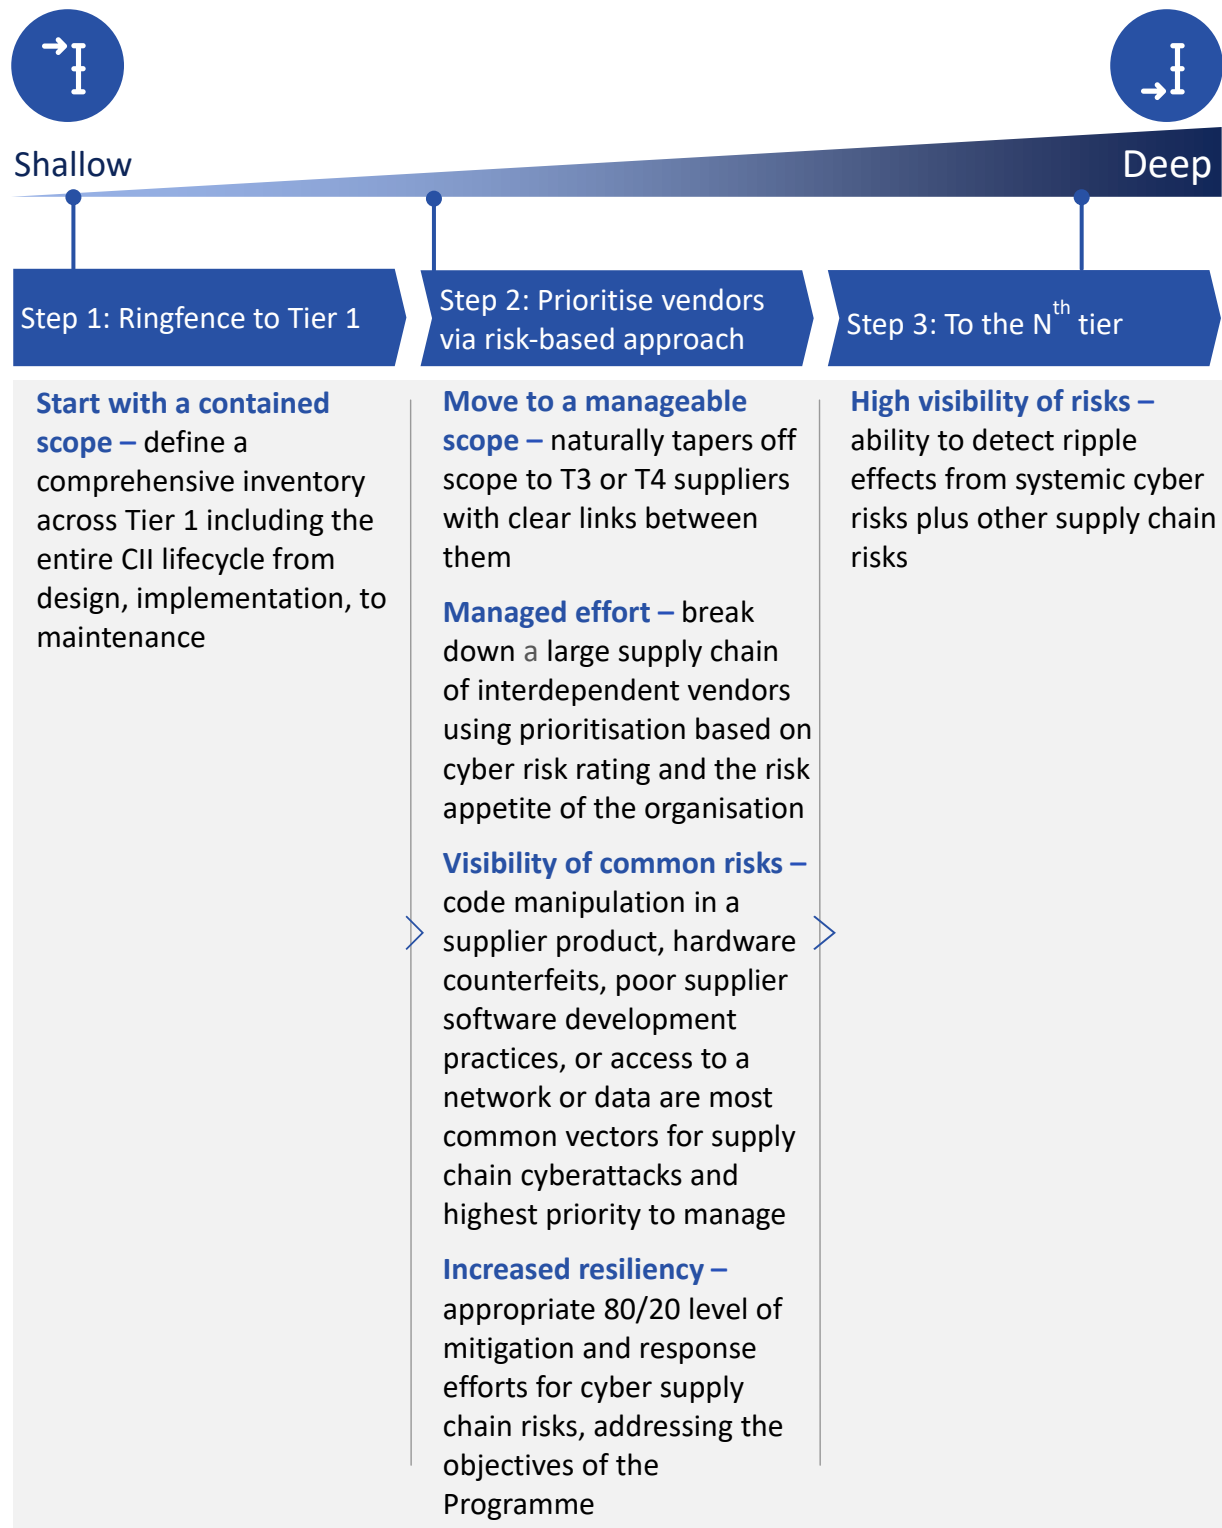 Shallow
Deep
Step 1: Ringfence to Tier 1
Step 2: Prioritise vendors
via risk-based approach
Step 3: To the Nth tier
Start with a contained
scope – define a
comprehensive inventory
across Tier 1 including the
entire CII lifecycle from
design, implementation, to
maintenance
Move to a manageable
scope – naturally tapers off
scope to T3 or T4 suppliers
with clear links between
them
Managed effort – break
down a large supply chain
of interdependent vendors
using prioritisation based on
cyber risk rating and the risk
appetite of the organisation
Visibility of common risks –
code manipulation in a
supplier product, hardware
counterfeits, poor supplier
software development
practices, or access to a
network or data are most
common vectors for supply
chain cyberattacks and
highest priority to manage
Increased resiliency –
appropriate 80/20 level of
mitigation and response
efforts for cyber supply
chain risks, addressing the
objectives of the
Programme
High visibility of risks –
ability to detect ripple
effects from systemic cyber
risks plus other supply chain
risks